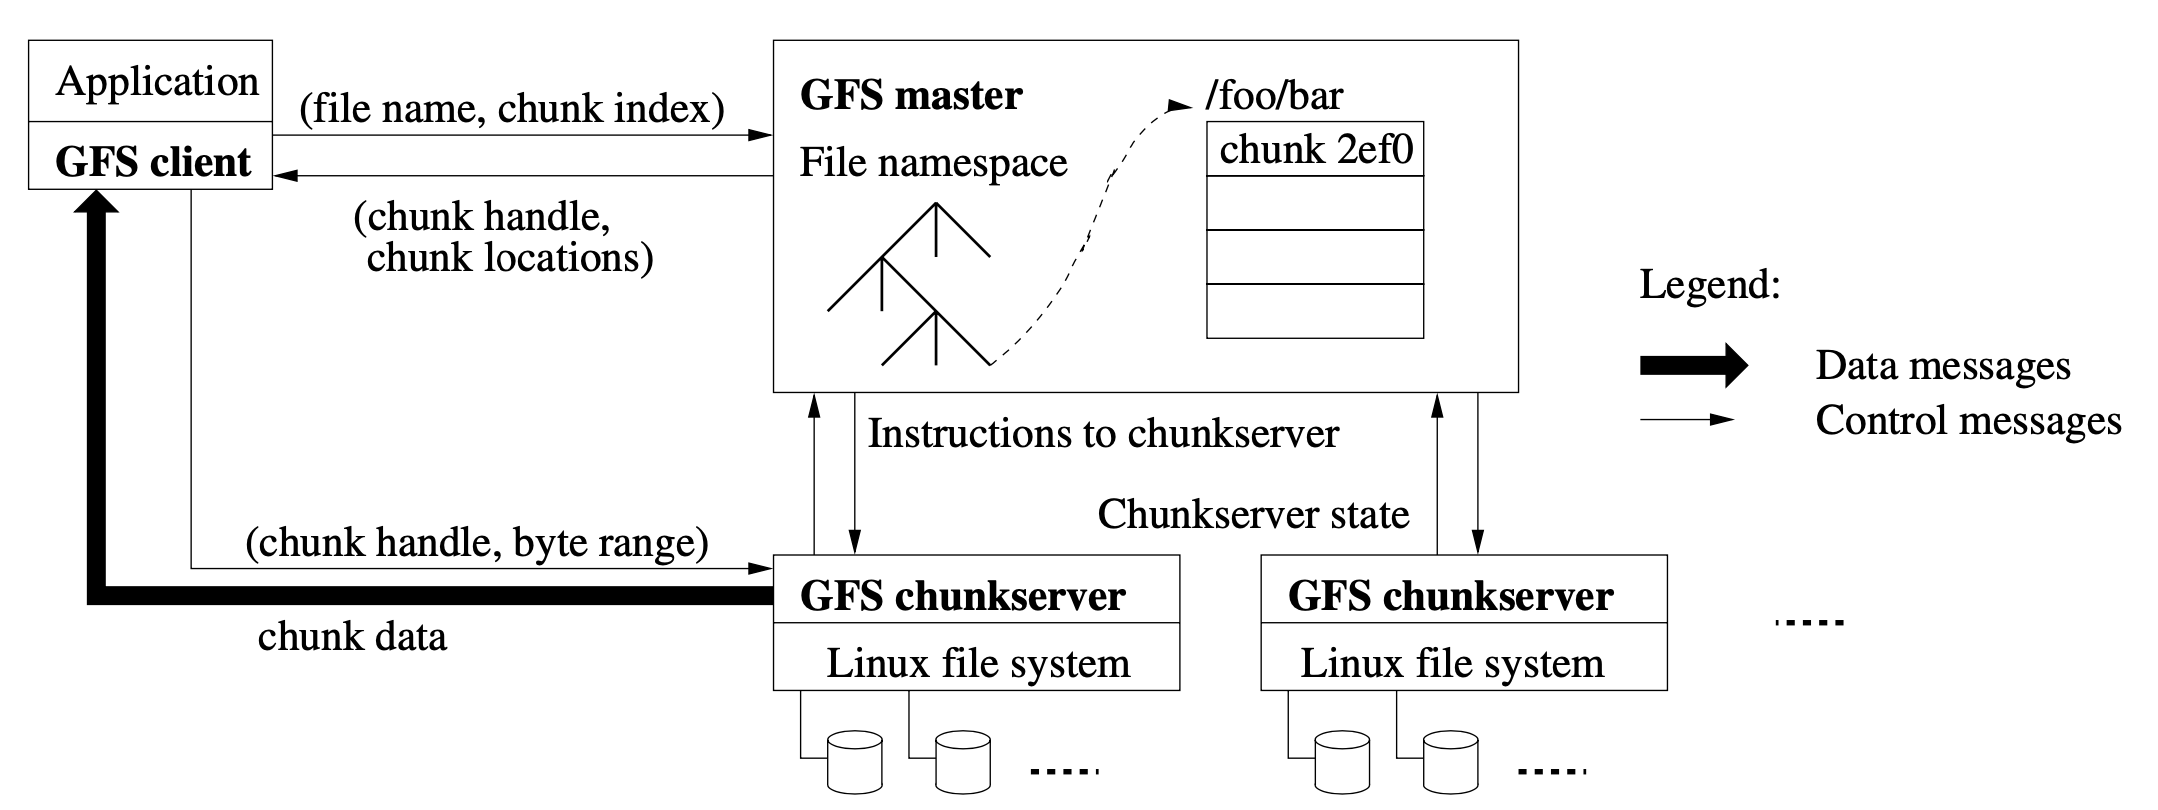 Application
GFS client
(file name, chunk index)
(chunk handle,
chunk locations)
GFS master
File namespace
/foo/bar
chunk 2ef0
Legend:
Data messages
Control messages
Instructions to chunkserver
Chunkserver state
(chunk handle, byte range)
chunk data
GFS chunkserver
Linux file system
GFS chunkserver
Linux file system